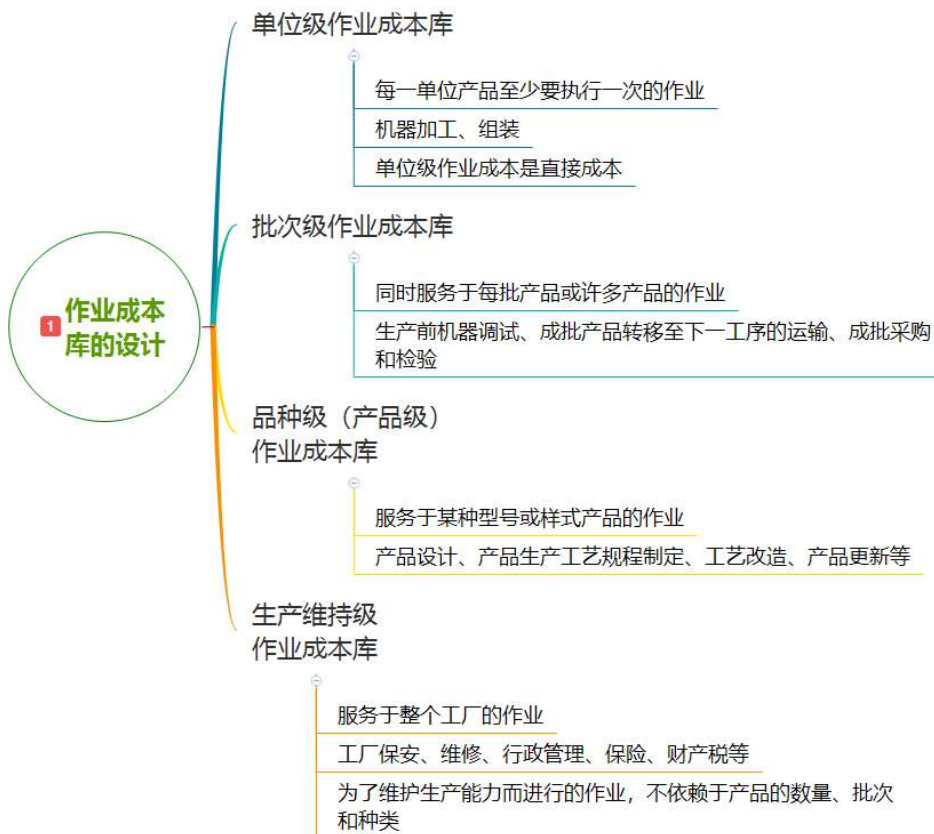 单位级作业成本库
每一单位产品至少要执行一次的作业
机器加工、组装
单位级作业成本是直接成本
批次级作业成本库
同时服务于每批产品或许多产品的作业
生产前机器调试、成批产品转移至下一工序的运输、成批采购
和检验
1
作业成本
库的设计
品种级（产品级）
作业成本库
服务于某种型号或样式产品的作业
产品设计、产品生产工艺规程制定、工艺改造、产品更新等
生产维持级
作业成本库
服务于整个工厂的作业
工厂保安、维修、行政管理、保险、财产税等
为了维护生产能力而进行的作业，不依赖于产品的数量、批次
和种类